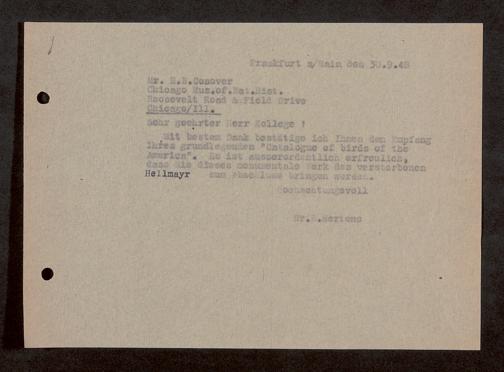 Frankfurt a/Main den 30.9.48
Mr. H.B.Conover
Chicago Mus.of.Nat.Hist.
Roosevelt Road & Field Drive
Chicago/Ill.
Sehr geehrter Herr Kollege !
Mit bestem Dank bestätige ich Ihnen den Empfang
Ihres grundlegenden "Catalogue of birds of the
America". Es ist ausserordentlich erfreulich,
dass Sie dieses monumentale Werk des verstorbenen
Hellmayr zum Abschluss bringen werden.
Hochachtungsvoll
Dr.R.Mertens